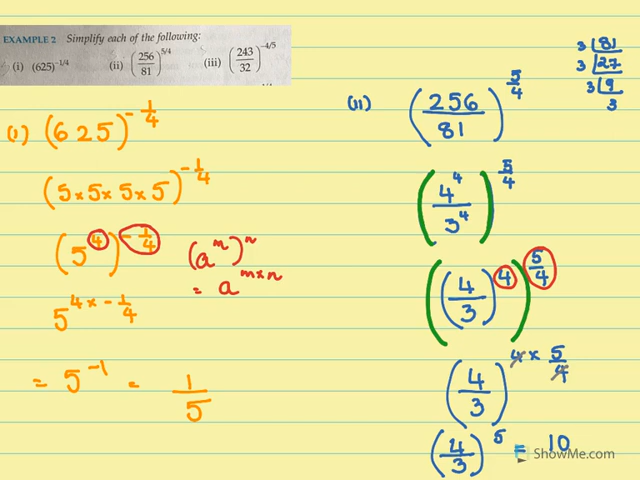 EXAMPLE 2 Simplify each of the following:
(i) (625)^{-1/4} (ii) (256/81)^{5/4} (iii) (243/32)^{-4/5}
(i) (625)^{-1/4}
(5×5×5×5)^{-1/4}
(5^4)^{-1/4}
(a^m)^n
= a^{m×n}
5^{4 × -1/4}
= 5^{-1} = 1/5
3 | 81
3 | 27
3 | 9
3
(ii) (256/81)^{5/4}
(4^4/3^4)^{5/4}
((4/3)^4)^{5/4}
(4/3)^{4 × 5/4}
(4/3)^5 = 10
ShowMe.com